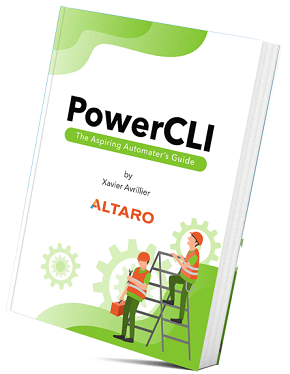 PowerCLI
The Aspiring Automater's Guide
by
Xavier Avrillier
ALTARO